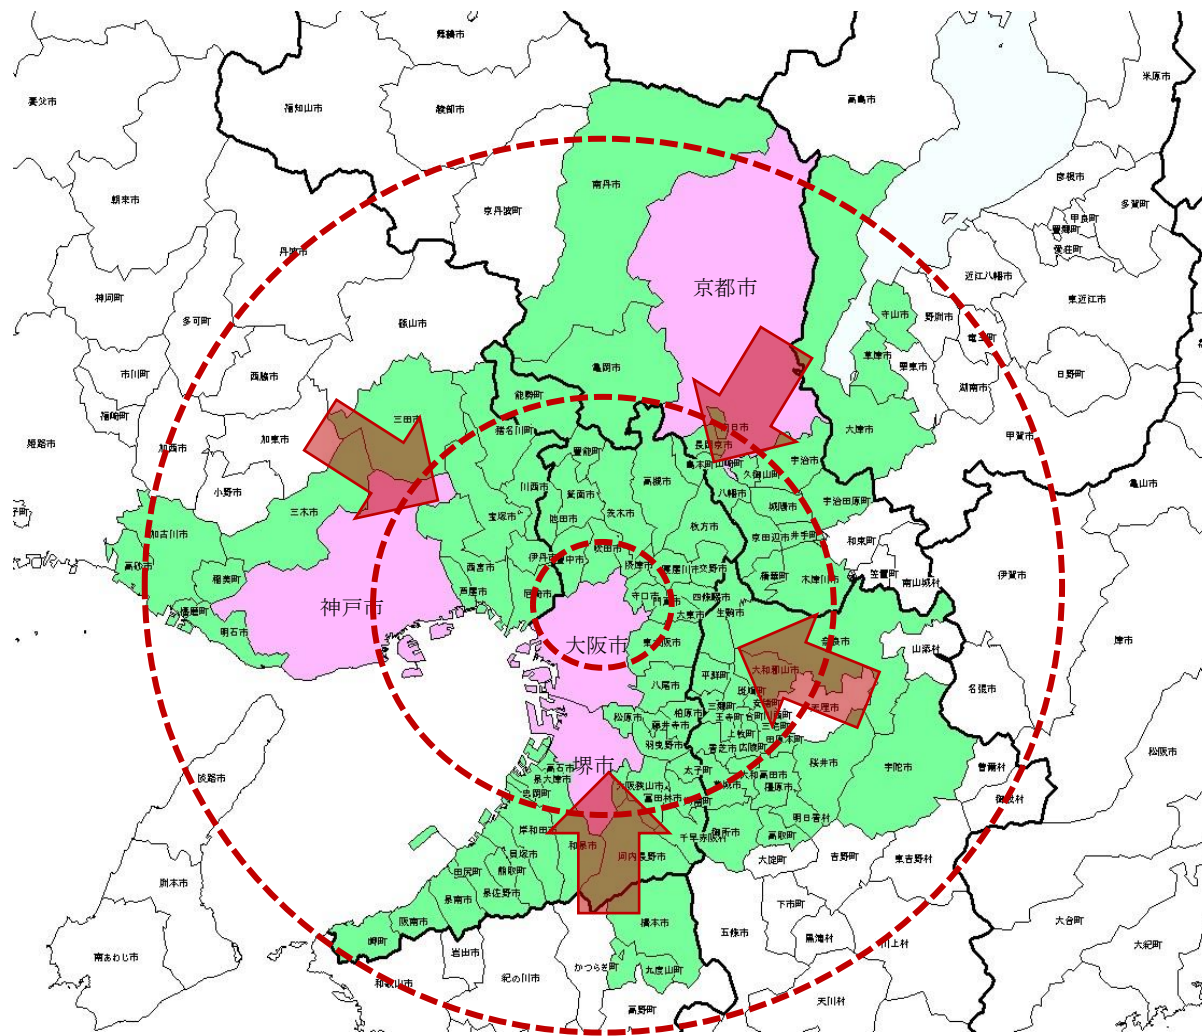 舞鶴市
米原市
養父市
福知山市
綾部市
高島市
彦根市
多賀町
甲良町
豊郷町
愛荘町
朝来市
南丹市
京丹波町
丹波市
近江八幡市
東近江市
神河町
京都市
多可町
篠山市
守山市
野洲市
竜王町
草津市
栗東市
日野町
湖南市
市川町
西脇市
亀岡市
能勢町
福崎町
三田市
猪名川町
向日市
大津市
甲賀市
姫路市
加西市
加東市
長岡京市
豊能町
島本町
大山崎町
久御山町
宇治市
亀山市
小野市
川西市
箕面市
高槻市
八幡市
城陽市
宇治田原町
三木市
宝塚市
池田市
茨木市
枚方市
加古川市
京田辺市
井手町
和束町
伊丹市
豊中市
吹田市
摂津市
寝屋川市
交野市
高砂市
稲美町
西宮市
芦屋市
精華町
木津川市
笠置町
南山城村
伊賀市
尼崎市
守口市
門真市
四條畷市
大東市
生駒市
播磨町
明石市
神戸市
大阪市
東大阪市
奈良市
山添村
津市
大和郡山市
平群町
八尾市
斑鳩町
安堵町
天理市
名張市
松原市
柏原市
藤井寺市
三郷町
王寺町
河合町
川西町
三宅町
田原本町
上牧町
羽曳野市
香芝市
広陵町
松阪市
堺市
高石市
泉大津市
忠岡町
太子町
大阪狭山市
富田林市
河南町
葛城市
大和高田市
橿原市
桜井市
宇陀市
曽爾村
御杖村
淡路市
岸和田市
和泉市
千早赤阪村
御所市
明日香村
高取町
貝塚市
河内長野市
熊取町
田尻町
泉佐野市
泉南市
阪南市
岬町
大淀町
吉野町
東吉野村
洲本市
下市町
黒滝村
川上村
五條市
大台町
大紀町
橋本市
南あわじ市
和歌山市
岩出市
紀の川市
かつらぎ町
九度山町
高野町
天川村